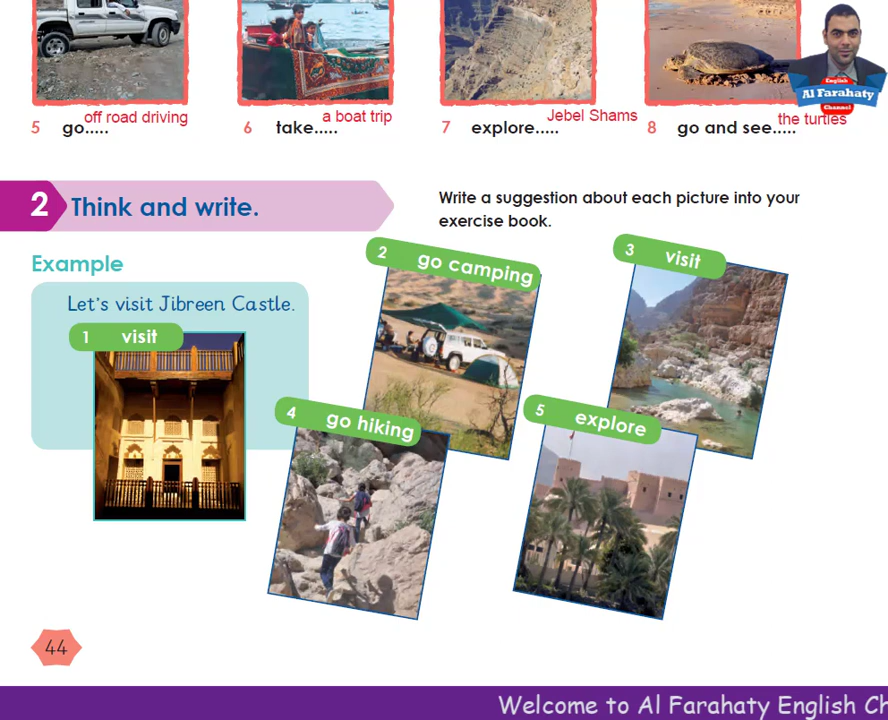 English
Al Farahaty
Channel
5 go..... off road driving
6 take..... a boat trip
7 explore..... Jebel Shams
8 go and see..... the turtles
2 Think and write.
Write a suggestion about each picture into your
exercise book.
Example
Let's visit Jibreen Castle.
1 visit
2 go camping
3 visit
4 go hiking
5 explore
44
Welcome to Al Farahaty English Ch